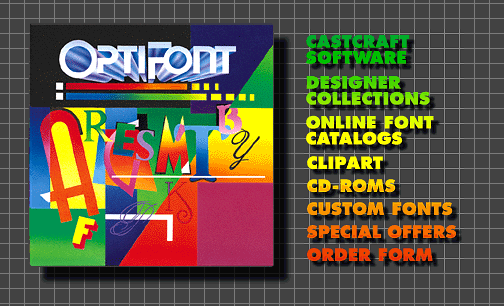 OPTIFONT
A R E S M T B Y
A F K
CASTCRAFT
SOFTWARE
DESIGNER
COLLECTIONS
ONLINE FONT
CATALOGS
CLIPART
CD-ROMS
CUSTOM FONTS
SPECIAL OFFERS
ORDER FORM